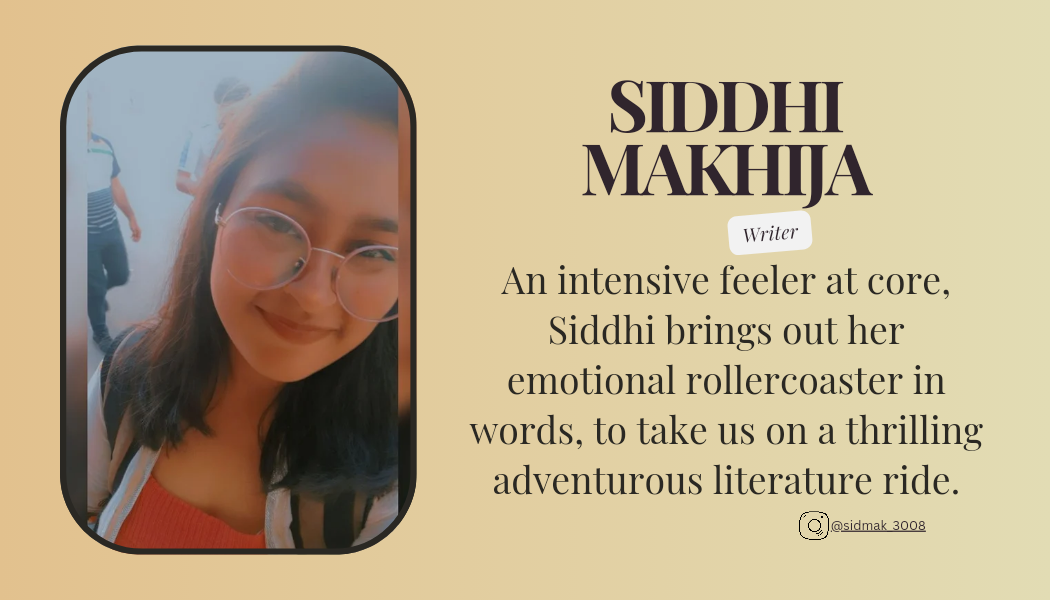 SIDDHI
MAKHIJA
Writer
An intensive feeler at core,
Siddhi brings out her
emotional rollercoaster in
words, to take us on a thrilling
adventurous literature ride.
@sidmak_3008